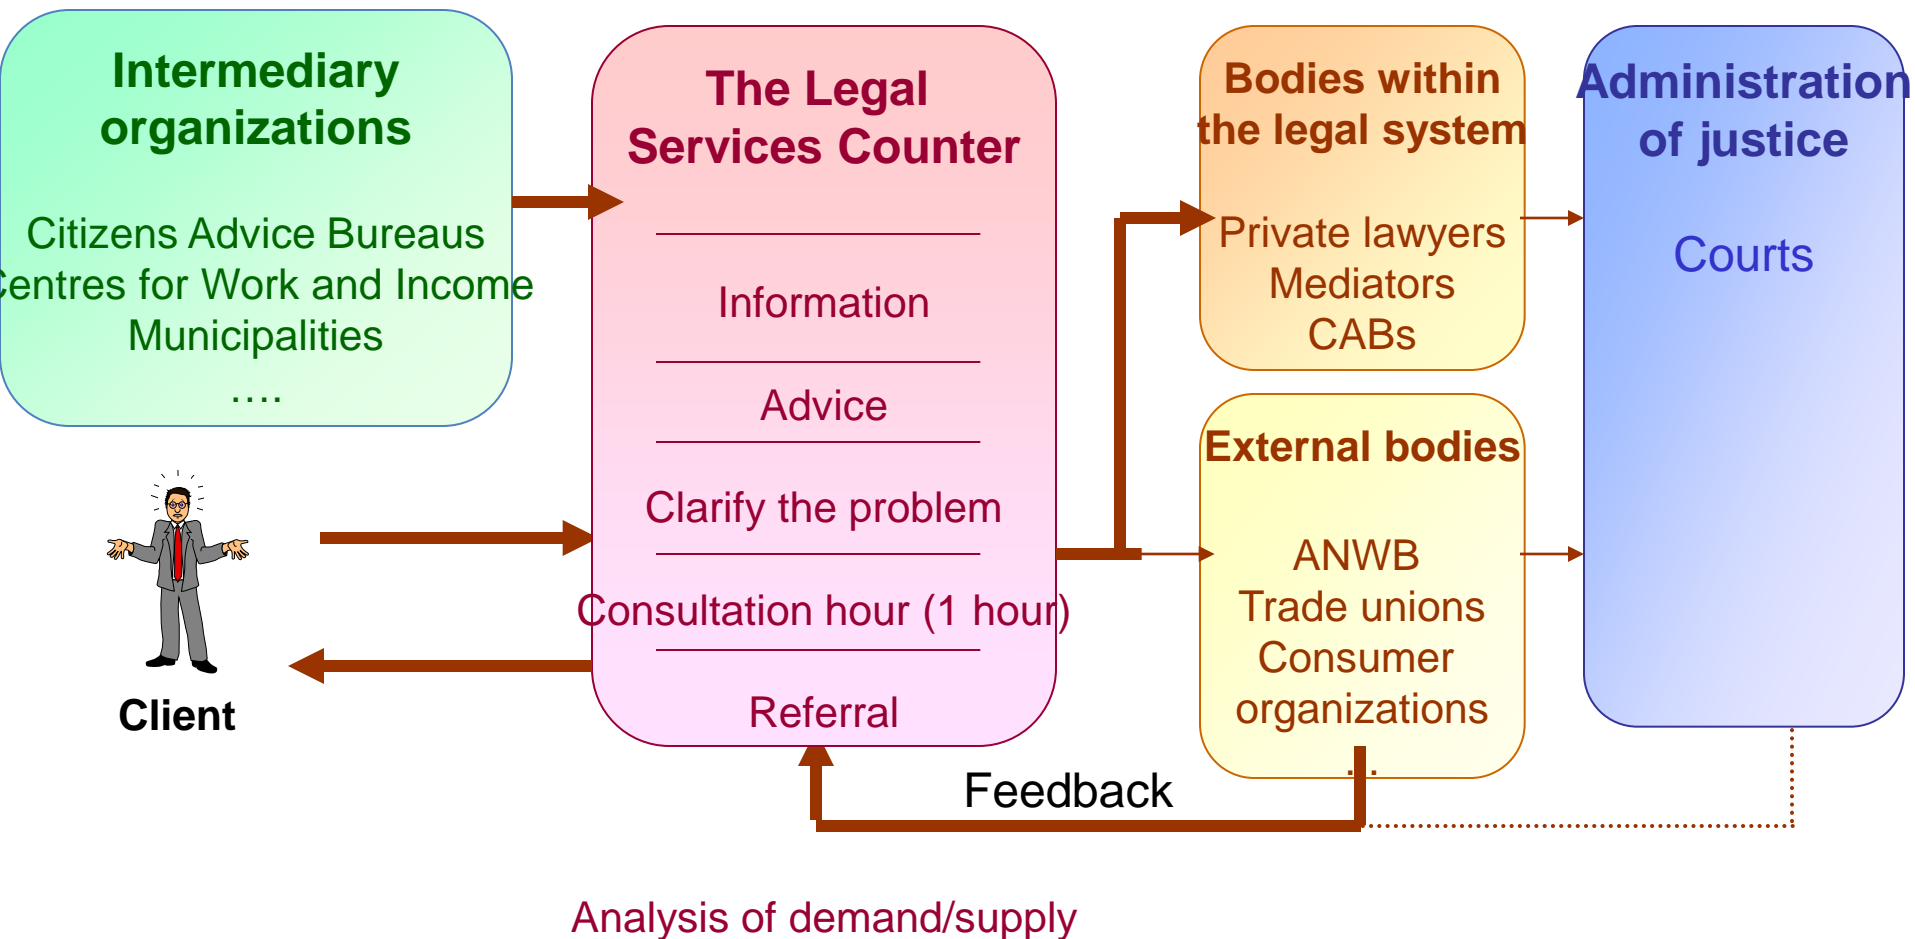 Intermediary
organizations
Citizens Advice Bureaus
Centres for Work and Income
Municipalities
....
Client
The Legal
Services Counter
Information
Advice
Clarify the problem
Consultation hour (1 hour)
Referral
Bodies within
the legal system
Private lawyers
Mediators
CABs
External bodies
ANWB
Trade unions
Consumer
organizations
...
Administration
of justice
Courts
Feedback
Analysis of demand/supply